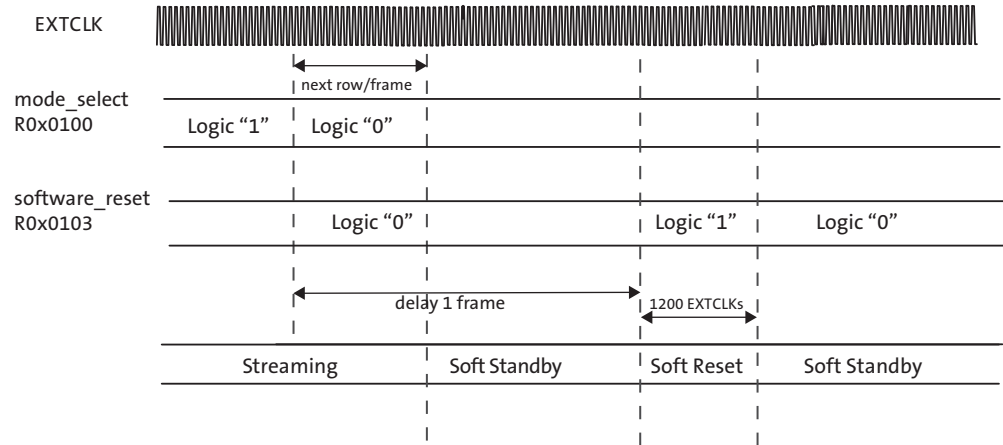 EXTCLK
next row/frame
mode_select
R0x0100
Logic “1” Logic “0”
software_reset
R0x0103
Logic “0” Logic “1” Logic “0”
delay 1 frame
1200 EXTCLKs
Streaming Soft Standby Soft Reset Soft Standby